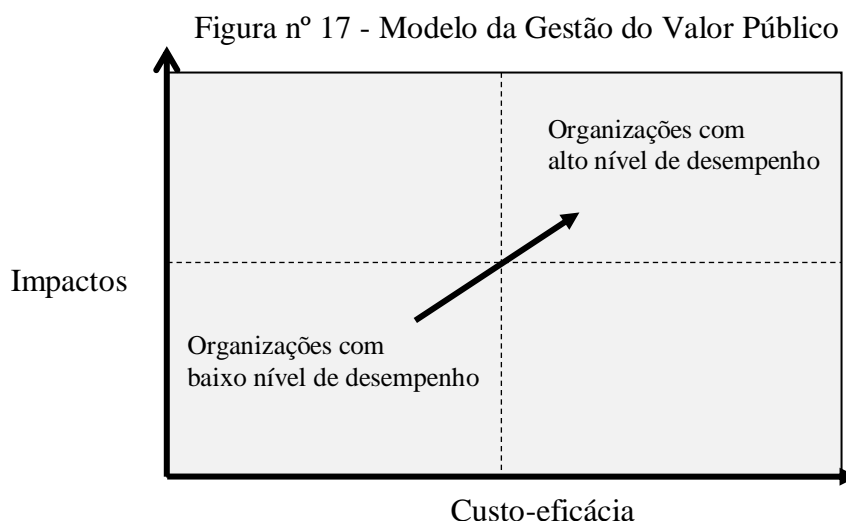 Figura nº 17 - Modelo da Gestão do Valor Público
Organizações com
alto nível de desempenho
Impactos
Organizações com
baixo nível de desempenho
Custo-eficácia